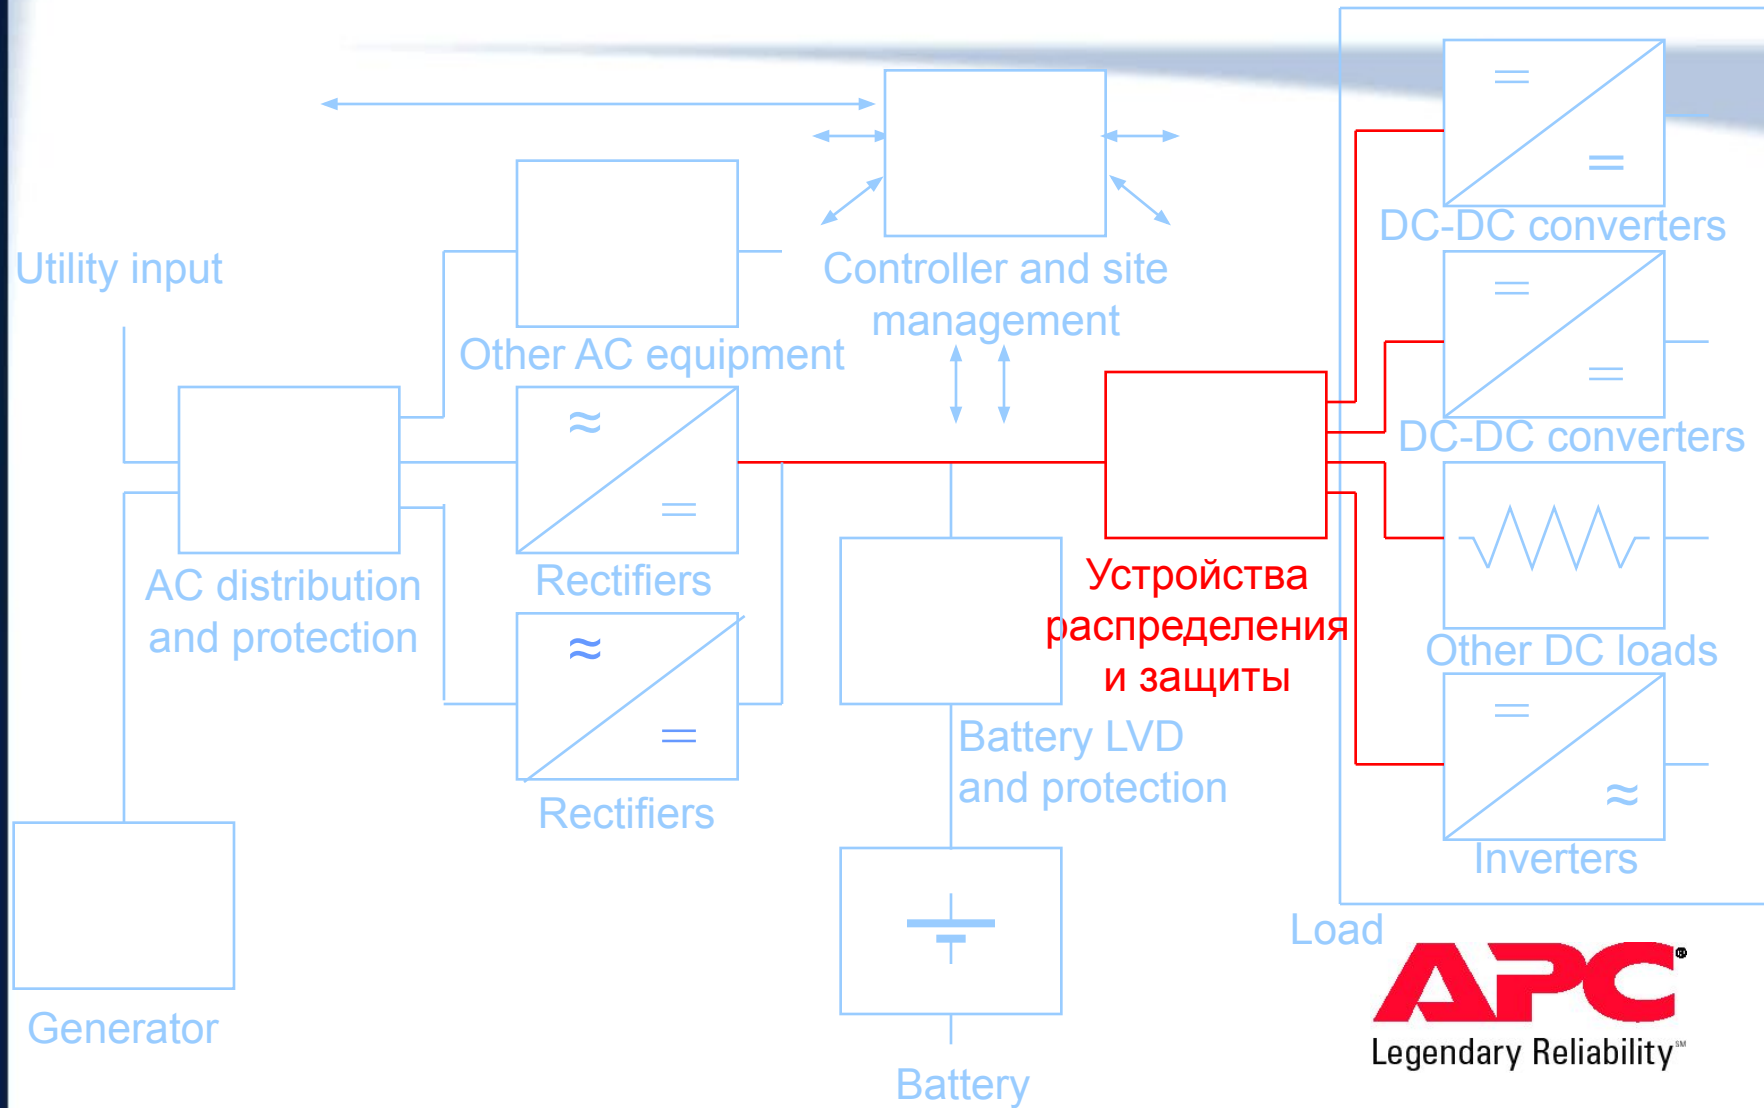 DC-DC converters
Utility input
Controller and site
management
Other AC equipment
DC-DC converters
AC distribution
and protection
Rectifiers
Устройства
распределения
и защиты
Other DC loads
Battery LVD
and protection
Rectifiers
Inverters
Load
Generator
Battery
APC®
Legendary Reliability℠